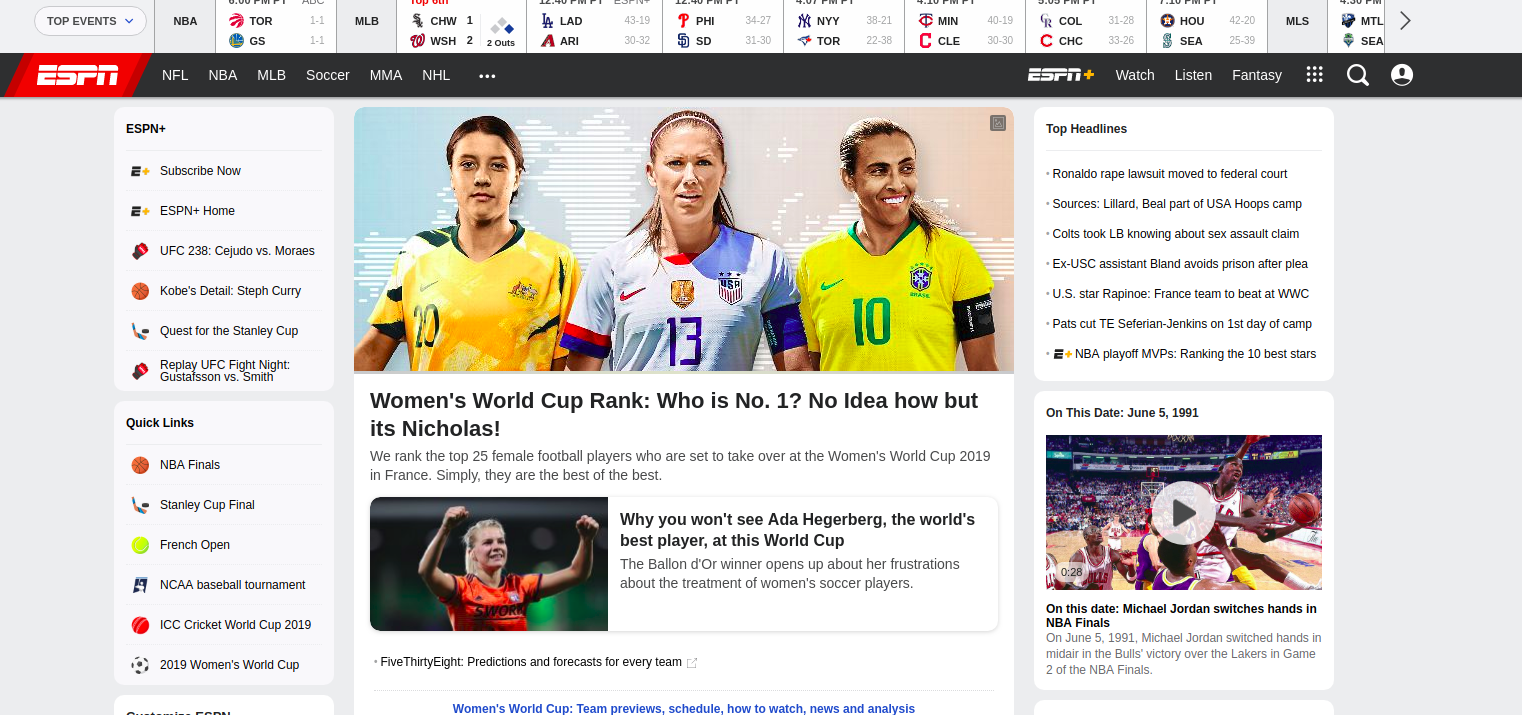 TOP EVENTS
NBA
6:00 PM PT ABC
TOR 1-1
GS 1-1
MLB
Top 6th
CHW 1
WSH 2
2 Outs
12:40 PM PT ESPN+
LAD 43-19
ARI 30-32
12:40 PM PT
PHI 34-27
SD 31-30
4:07 PM PT
NYY 38-21
TOR 22-38
4:10 PM PT
MIN 40-19
CLE 30-30
5:05 PM PT
COL 31-28
CHC 33-26
7:10 PM PT
HOU 42-20
SEA 25-39
MLS
4:30 PM
MTL
SEA
ESPN NFL NBA MLB Soccer MMA NHL ESPN+ Watch Listen Fantasy
ESPN+
Subscribe Now
ESPN+ Home
UFC 238: Cejudo vs. Moraes
Kobe's Detail: Steph Curry
Quest for the Stanley Cup
Replay UFC Fight Night:
Gustafsson vs. Smith
Quick Links
NBA Finals
Stanley Cup Final
French Open
NCAA baseball tournament
ICC Cricket World Cup 2019
2019 Women's World Cup
Customize ESPN
20
13
USA
10
BRASIL
Women's World Cup Rank: Who is No. 1? No Idea how but
its Nicholas!
We rank the top 25 female football players who are set to take over at the Women's World Cup 2019
in France. Simply, they are the best of the best.
SWORK
Why you won't see Ada Hegerberg, the world's
best player, at this World Cup
The Ballon d'Or winner opens up about her frustrations
about the treatment of women's soccer players.
FiveThirtyEight: Predictions and forecasts for every team
Women's World Cup: Team previews, schedule, how to watch, news and analysis
Top Headlines
Ronaldo rape lawsuit moved to federal court
Sources: Lillard, Beal part of USA Hoops camp
Colts took LB knowing about sex assault claim
Ex-USC assistant Bland avoids prison after plea
U.S. star Rapinoe: France team to beat at WWC
Pats cut TE Seferian-Jenkins on 1st day of camp
E+ NBA playoff MVPs: Ranking the 10 best stars
On This Date: June 5, 1991
BULLS
0:28
On this date: Michael Jordan switches hands in
NBA Finals
On June 5, 1991, Michael Jordan switched hands in
midair in the Bulls' victory over the Lakers in Game
2 of the NBA Finals.